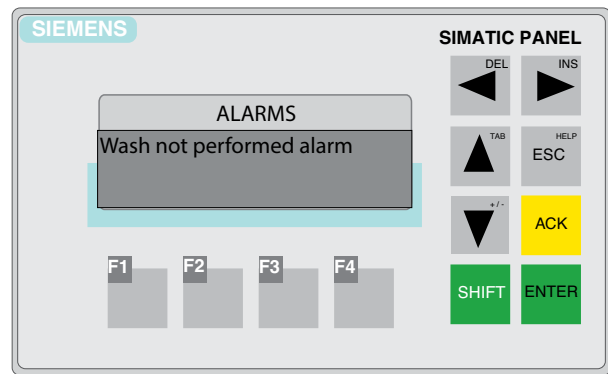 SIEMENS
SIMATIC PANEL
DEL
INS
ALARMS
Wash not performed alarm
TAB
HELP
ESC
+/-
ACK
F1 F2 F3 F4
SHIFT
ENTER